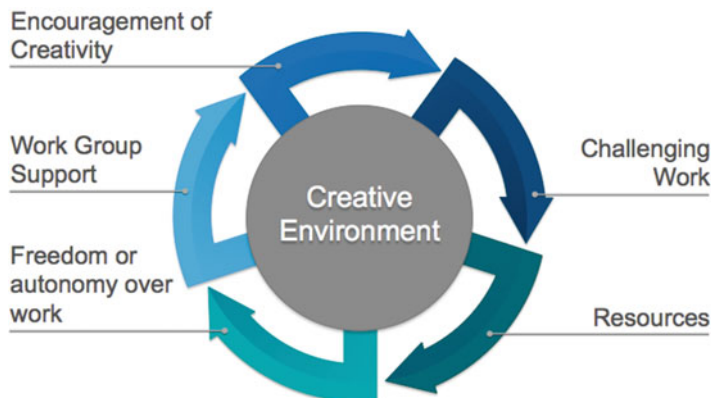 Encouragement of
Creativity
Work Group
Support
Freedom or
autonomy over
work
Creative
Environment
Challenging
Work
Resources